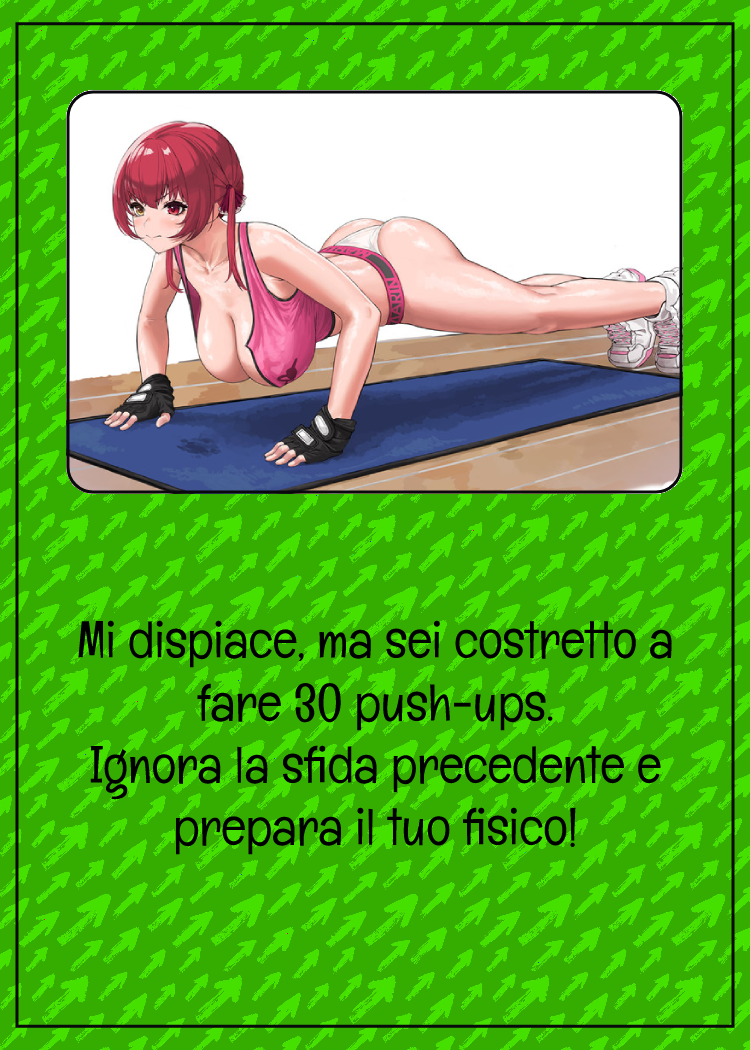 Mi dispiace, ma sei costretto a
fare 30 push-ups.
Ignora la sfida precedente e
prepara il tuo fisico!